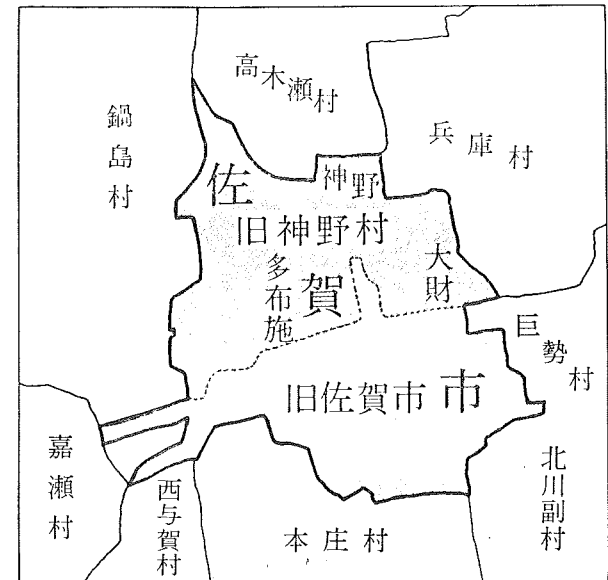 高木瀬村
鍋島村
兵庫村
神野
佐賀市
旧神野村
多布施
大財
巨勢村
旧佐賀市
嘉瀬村
西与賀村
本庄村
北川副村